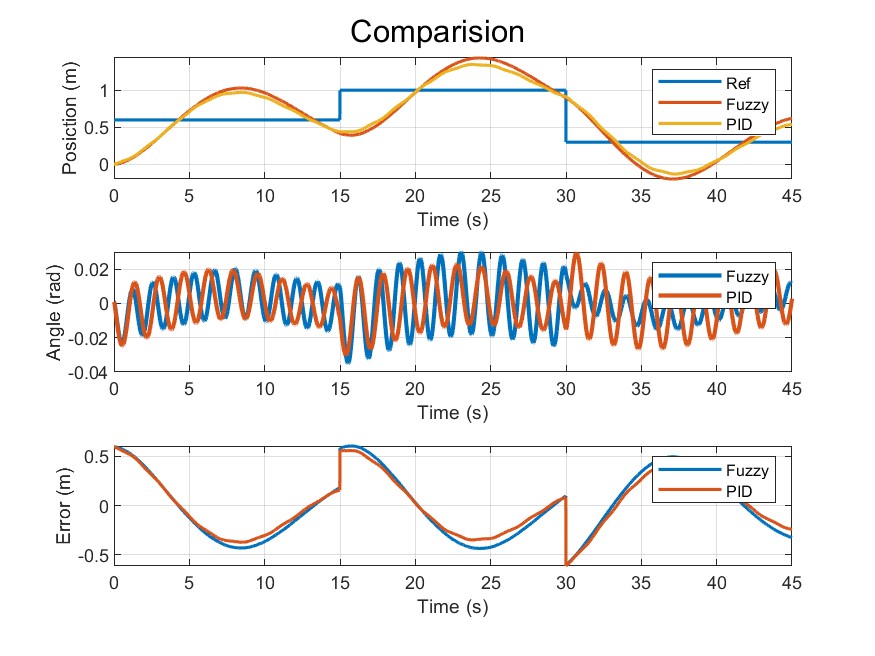 Comparision
Posiction (m)
1
0.5
0
Ref
Fuzzy
PID
0 5 10 15 20 25 30 35 40 45
Time (s)
Angle (rad)
0.02
0
-0.02
-0.04
Fuzzy
PID
0 5 10 15 20 25 30 35 40 45
Time (s)
Error (m)
0.5
0
-0.5
Fuzzy
PID
0 5 10 15 20 25 30 35 40 45
Time (s)